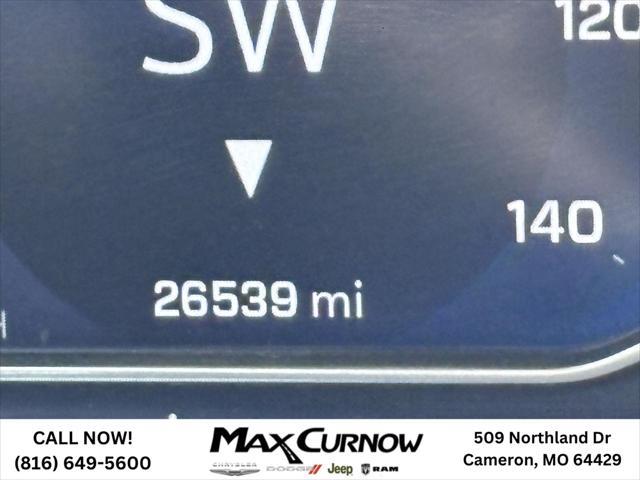 SW
120
140
26539 mi
CALL NOW!
(816) 649-5600
MAXCURNOW
CHRYSLER DODGE Jeep RAM
509 Northland Dr
Cameron, MO 64429